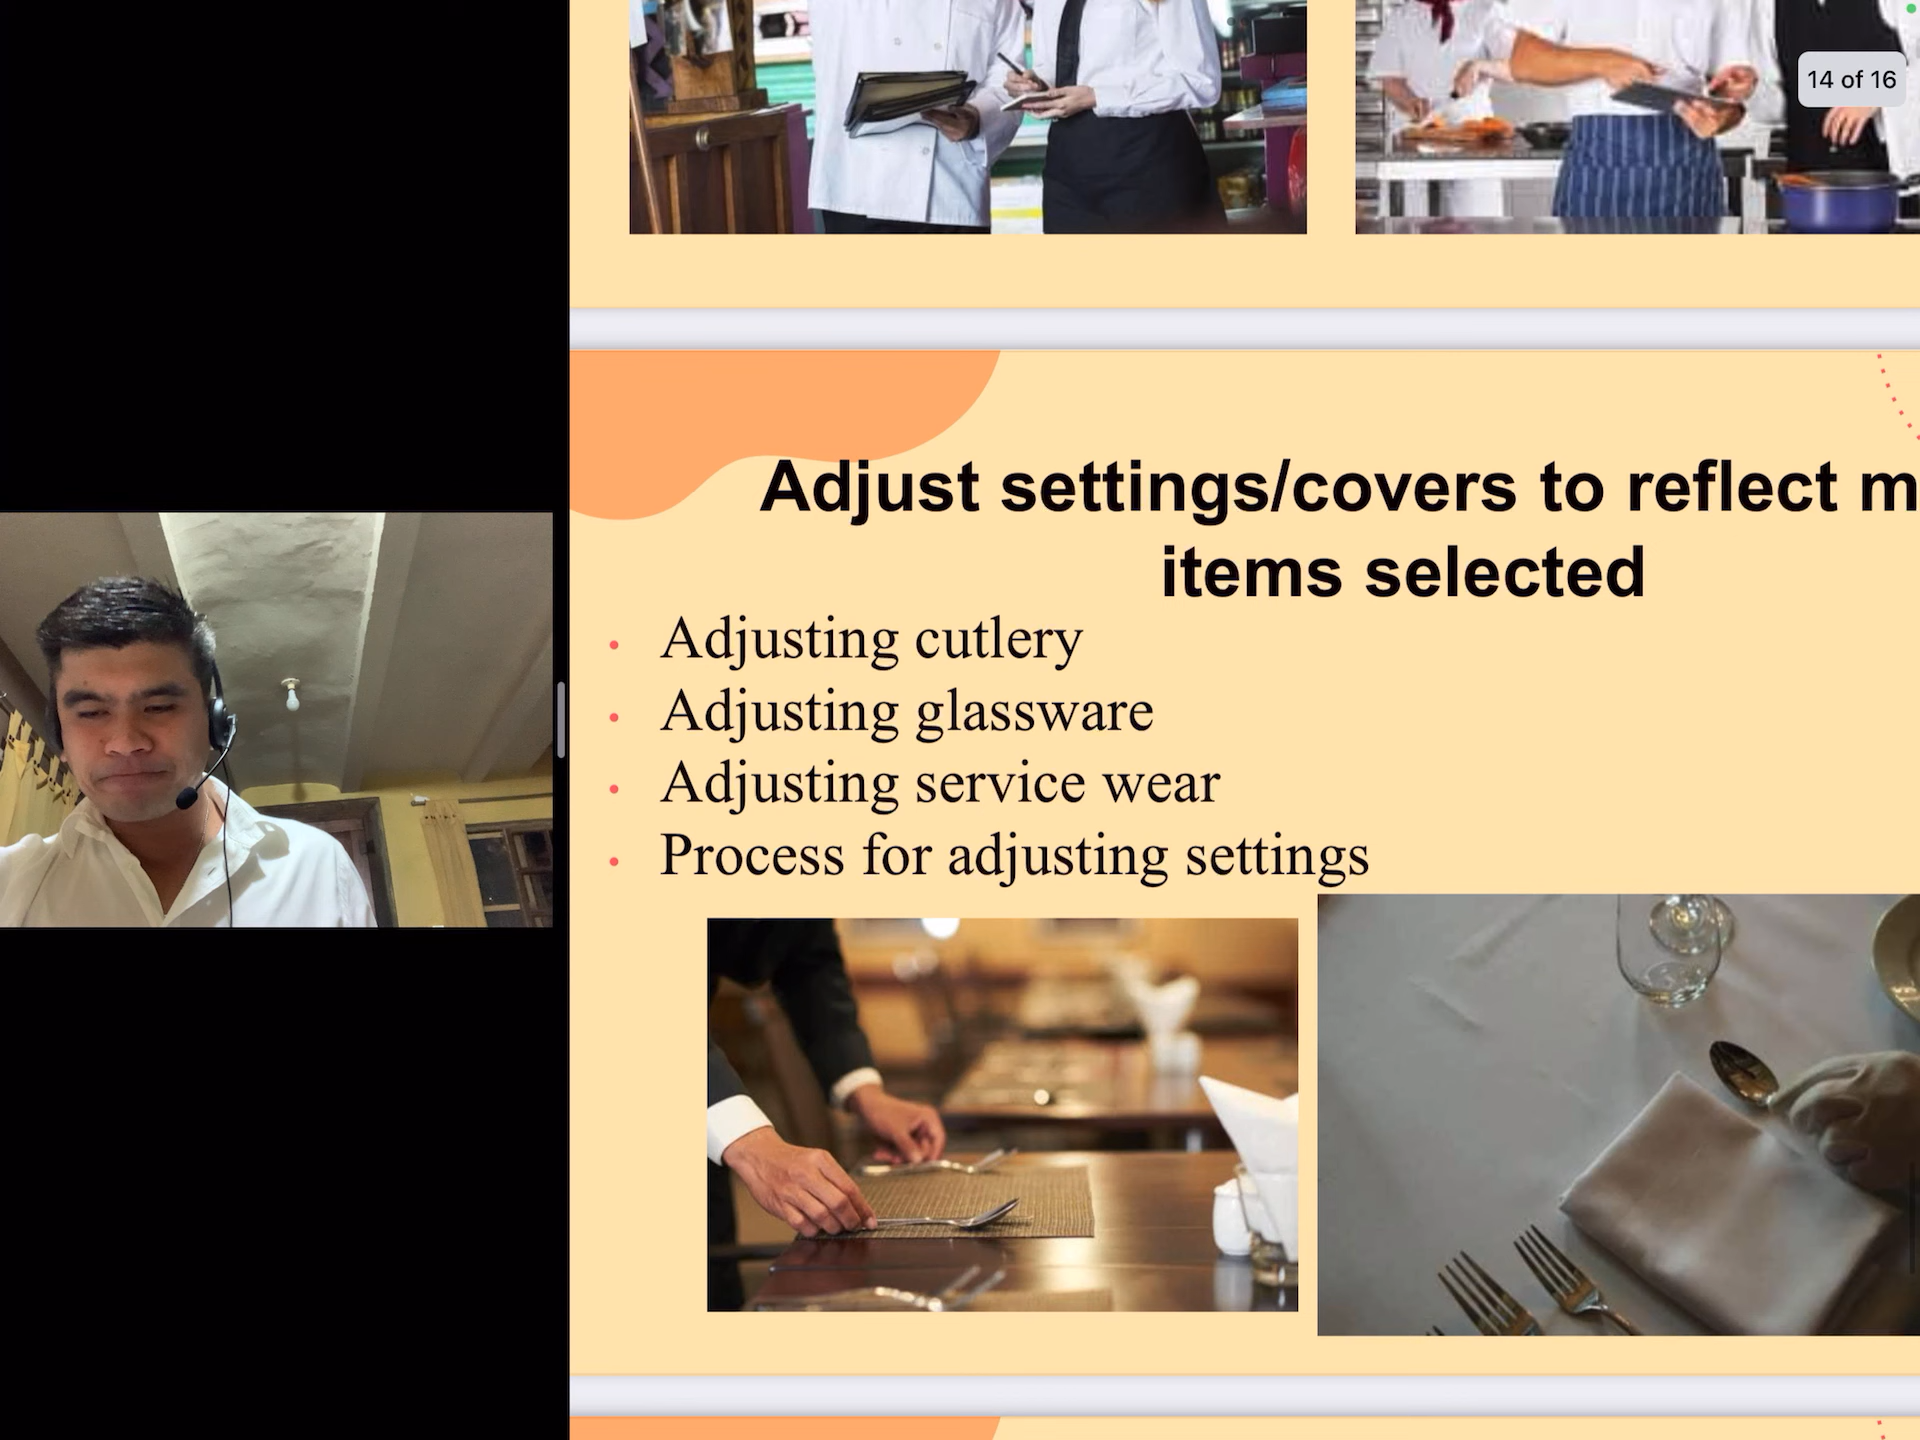 14 of 16
Adjust settings/covers to reflect m
items selected
• Adjusting cutlery
• Adjusting glassware
• Adjusting service wear
• Process for adjusting settings